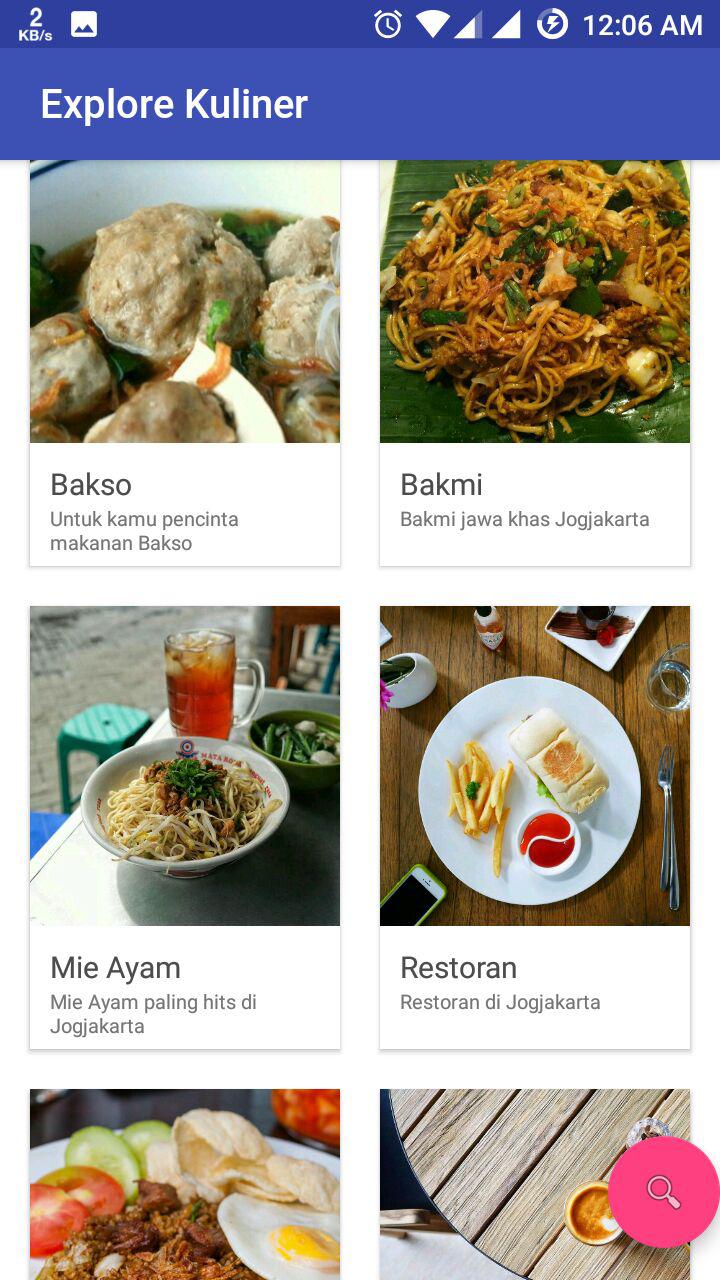 2
KB/s
12:06 AM
Explore Kuliner
Bakso
Untuk kamu pencinta
makanan Bakso
Bakmi
Bakmi jawa khas Jogjakarta
Mie Ayam
Mie Ayam paling hits di
Jogjakarta
Restoran
Restoran di Jogjakarta